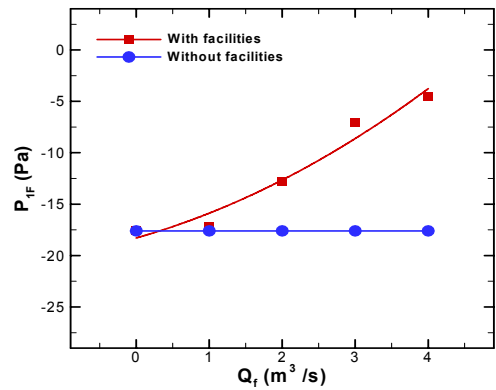 With facilities
Without facilities
0
-5
-10
-15
-20
-25
P1F (Pa)
0 1 2 3 4
Qf (m3 /s)